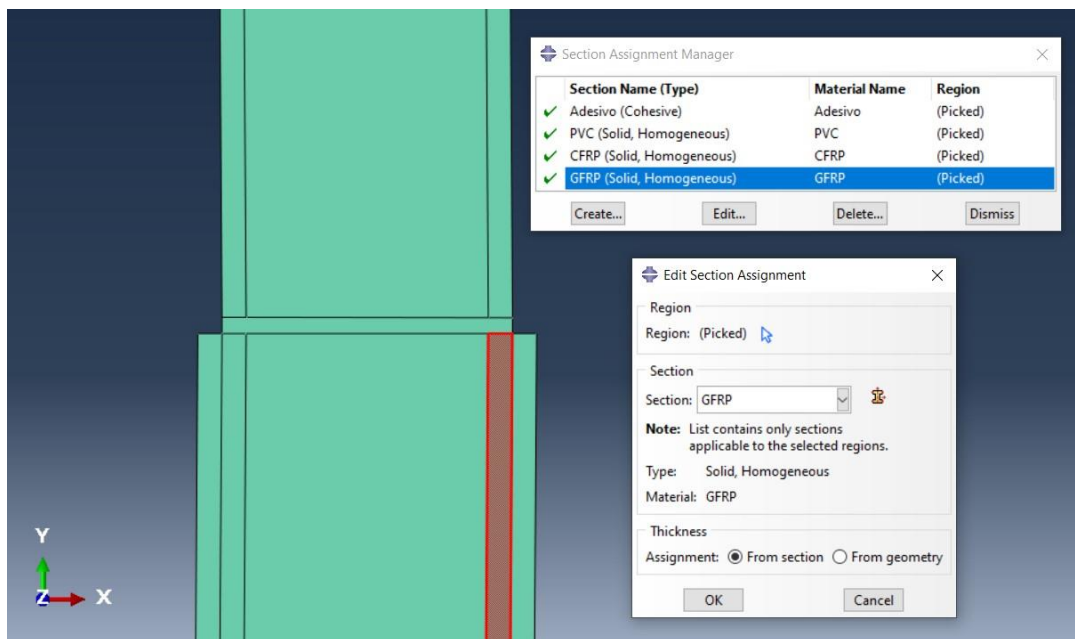 Section Assignment Manager
Section Name (Type) Material Name Region
Adesivo (Cohesive) Adesivo (Picked)
PVC (Solid, Homogeneous) PVC (Picked)
CFRP (Solid, Homogeneous) CFRP (Picked)
GFRP (Solid, Homogeneous) GFRP (Picked)
Create... Edit... Delete... Dismiss
Edit Section Assignment
Region
Region: (Picked)
Section
Section: GFRP
Note: List contains only sections
applicable to the selected regions.
Type: Solid, Homogeneous
Material: GFRP
Thickness
Assignment: From section From geometry
OK Cancel
Y
Z X